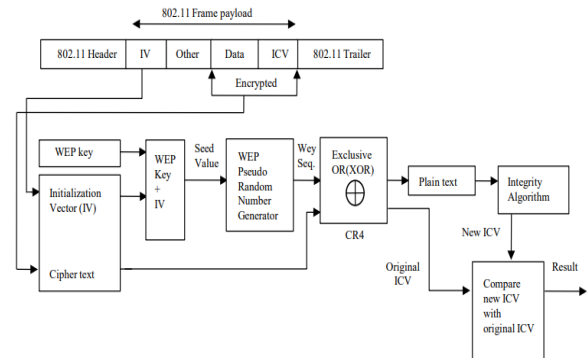 802.11 Frame payload
802.11 Header IV Other Data ICV 802.11 Trailer
Encrypted
WEP key
Initialization
Vector (IV)
Cipher text
WEP
Key
+
IV
Seed
Value
WEP
Pseudo
Random
Number
Generator
Wey
Seq.
Exclusive
OR(XOR)
CR4
Plain text
Integrity
Algorithm
New ICV
Original
ICV
Compare
new ICV
with
original ICV
Result